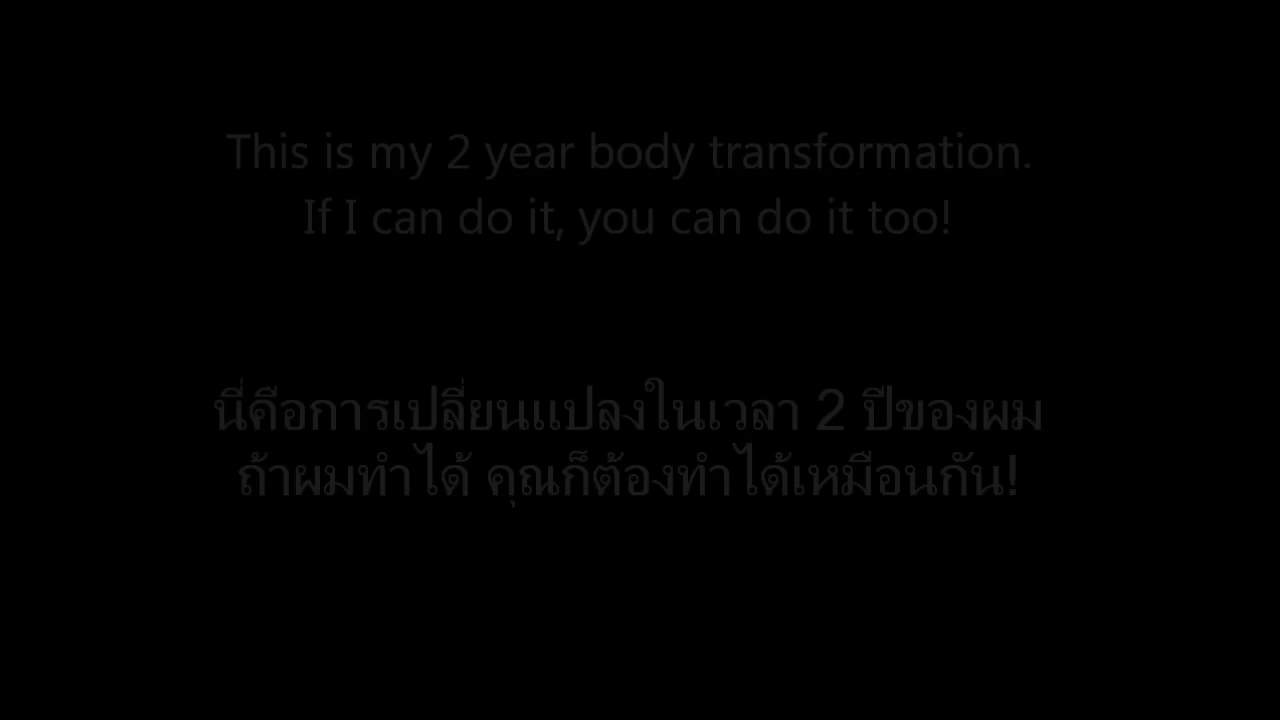 This is my 2 year body transformation.
If I can do it, you can do it too!
นี่คือการเปลี่ยนแปลงในเวลา 2 ปีของผม
ถ้าผมทำได้ คุณก็ต้องทำได้เหมือนกัน!